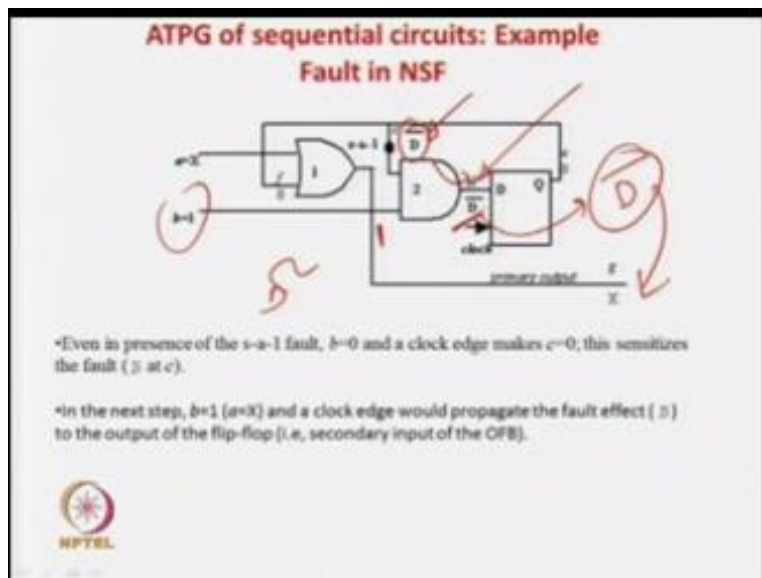 ATPG of sequential circuits: Example
Fault in NSF
s-a-1
D
a=X
1
2
D
Q
D
D
b=1
1
clock
primary output
g
X
•Even in presence of the s-a-1 fault, b=0 and a clock edge makes c=0; this sensitizes
the fault ( at c).
•In the next step, b=1 (a=X) and a clock edge would propagate the fault effect ( )
to the output of the flip-flop (i.e, secondary input of the OFB).
NPTEL